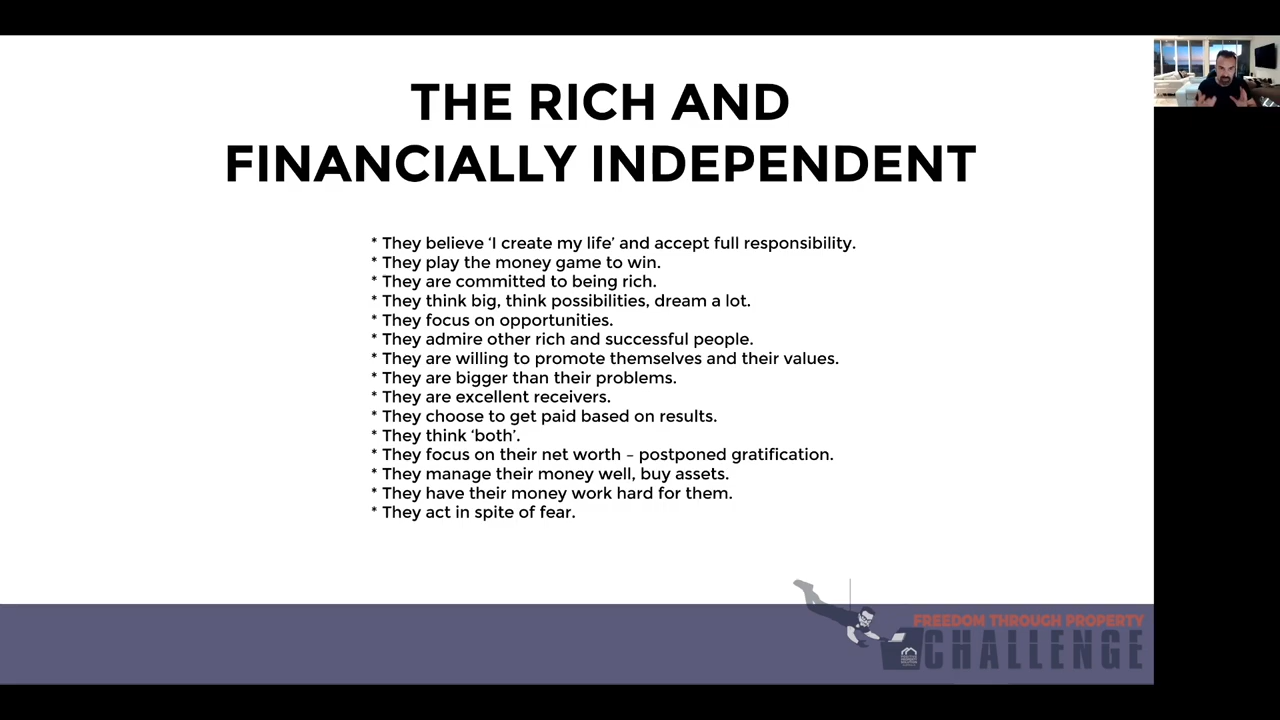 THE RICH AND
FINANCIALLY INDEPENDENT
* They believe ‘I create my life’ and accept full responsibility.
* They play the money game to win.
* They are committed to being rich.
* They think big, think possibilities, dream a lot.
* They focus on opportunities.
* They admire other rich and successful people.
* They are willing to promote themselves and their values.
* They are bigger than their problems.
* They are excellent receivers.
* They choose to get paid based on results.
* They think ‘both’.
* They focus on their net worth – postponed gratification.
* They manage their money well, buy assets.
* They have their money work hard for them.
* They act in spite of fear.
FREEDOM THROUGH PROPERTY
CHALLENGE